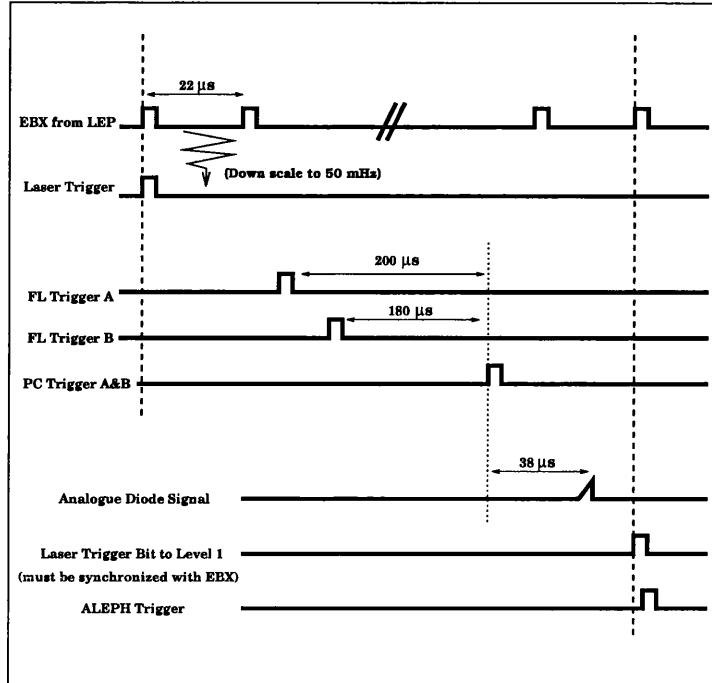 22 µs
EBX from LEP
(Down scale to 50 mHz)
Laser Trigger
200 µs
FL Trigger A
180 µs
FL Trigger B
PC Trigger A&B
38 µs
Analogue Diode Signal
Laser Trigger Bit to Level 1
(must be synchronized with EBX)
ALEPH Trigger